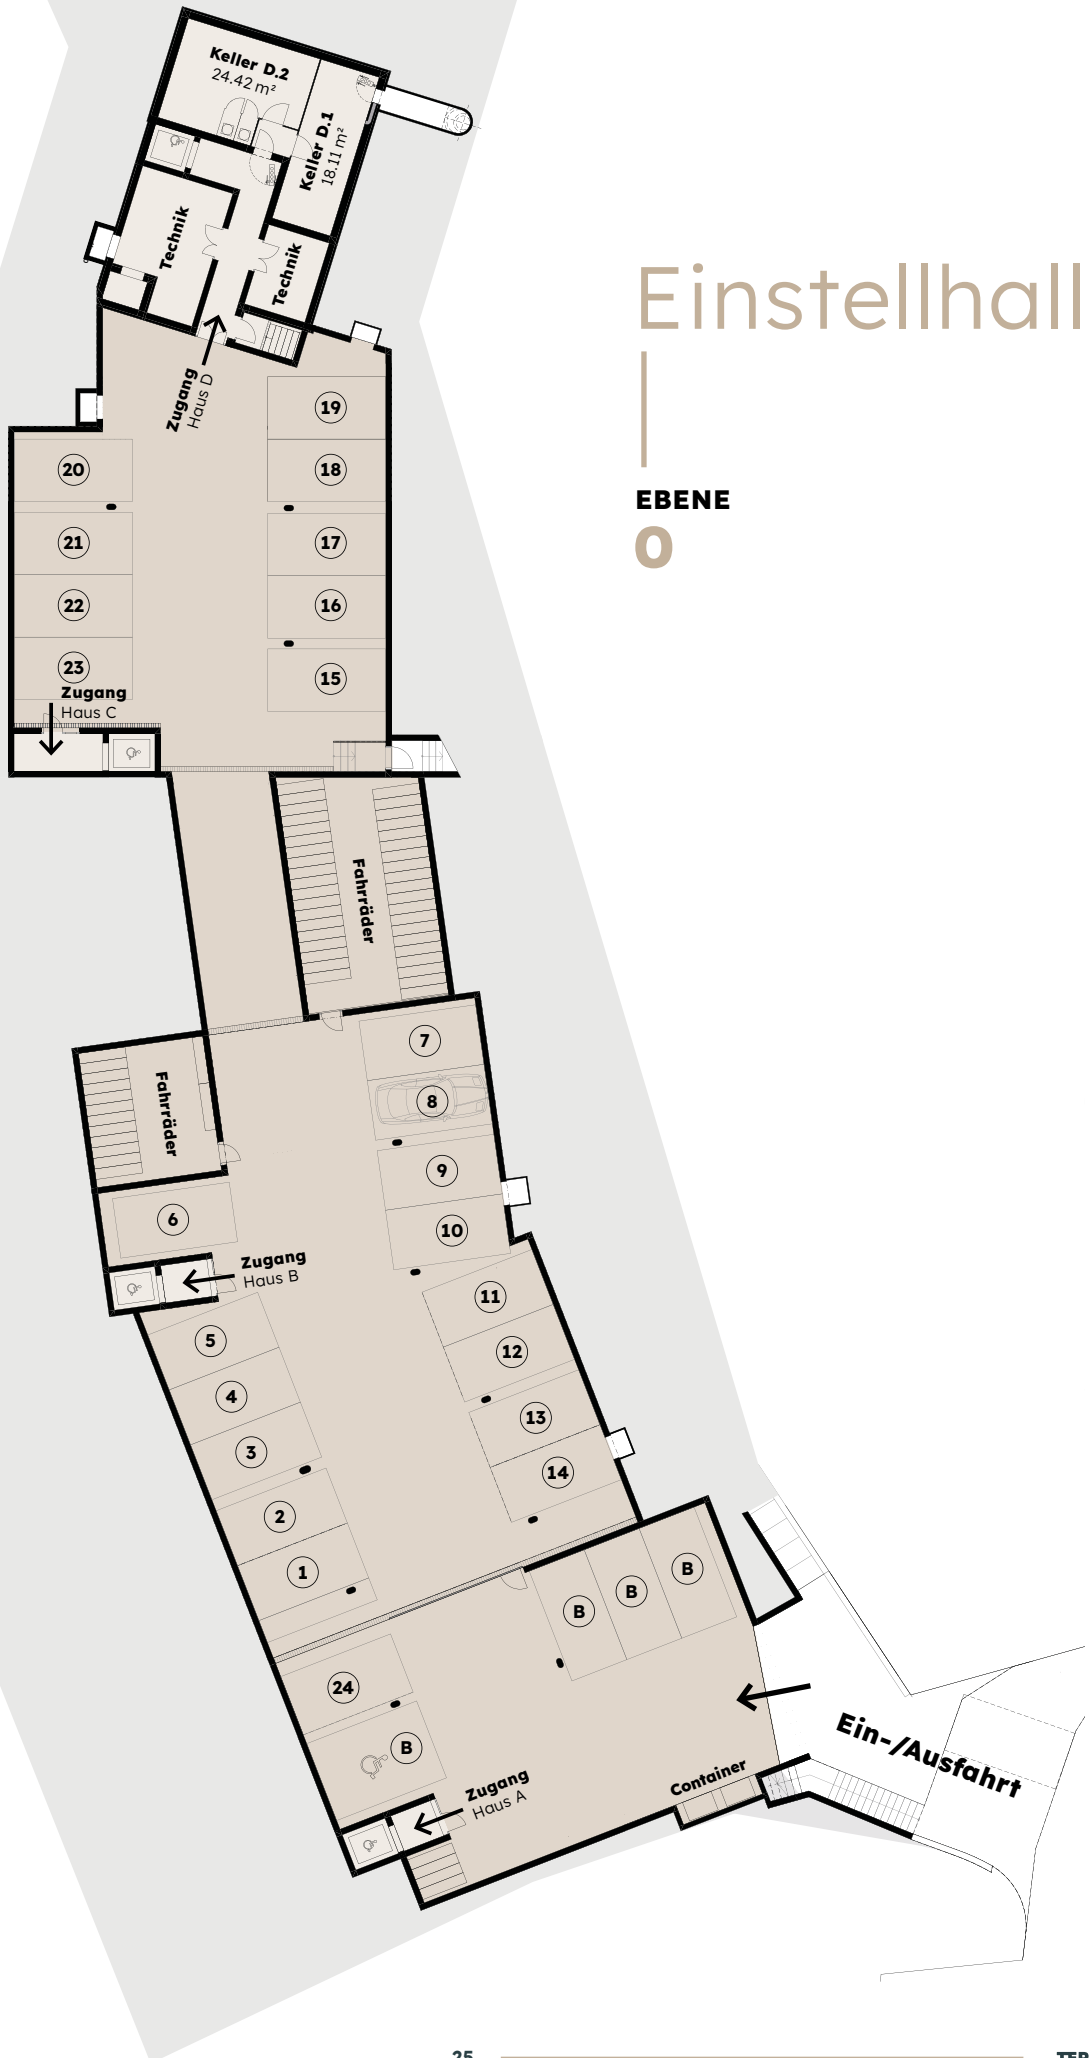 Keller D.2
24.42 m²
Keller D.1
18.11 m²
Technik
Technik
Einstellhall
EBENE
0
Zugang
Haus D
19
18
17
16
15
20
21
22
23
Zugang
Haus C
Fahrräder
Fahrräder
7
8
9
10
6
Zugang
Haus B
11
12
13
14
5
4
3
2
1
B
B
B
24
B
Zugang
Haus A
Container
Ein-/Ausfahrt
25
TER